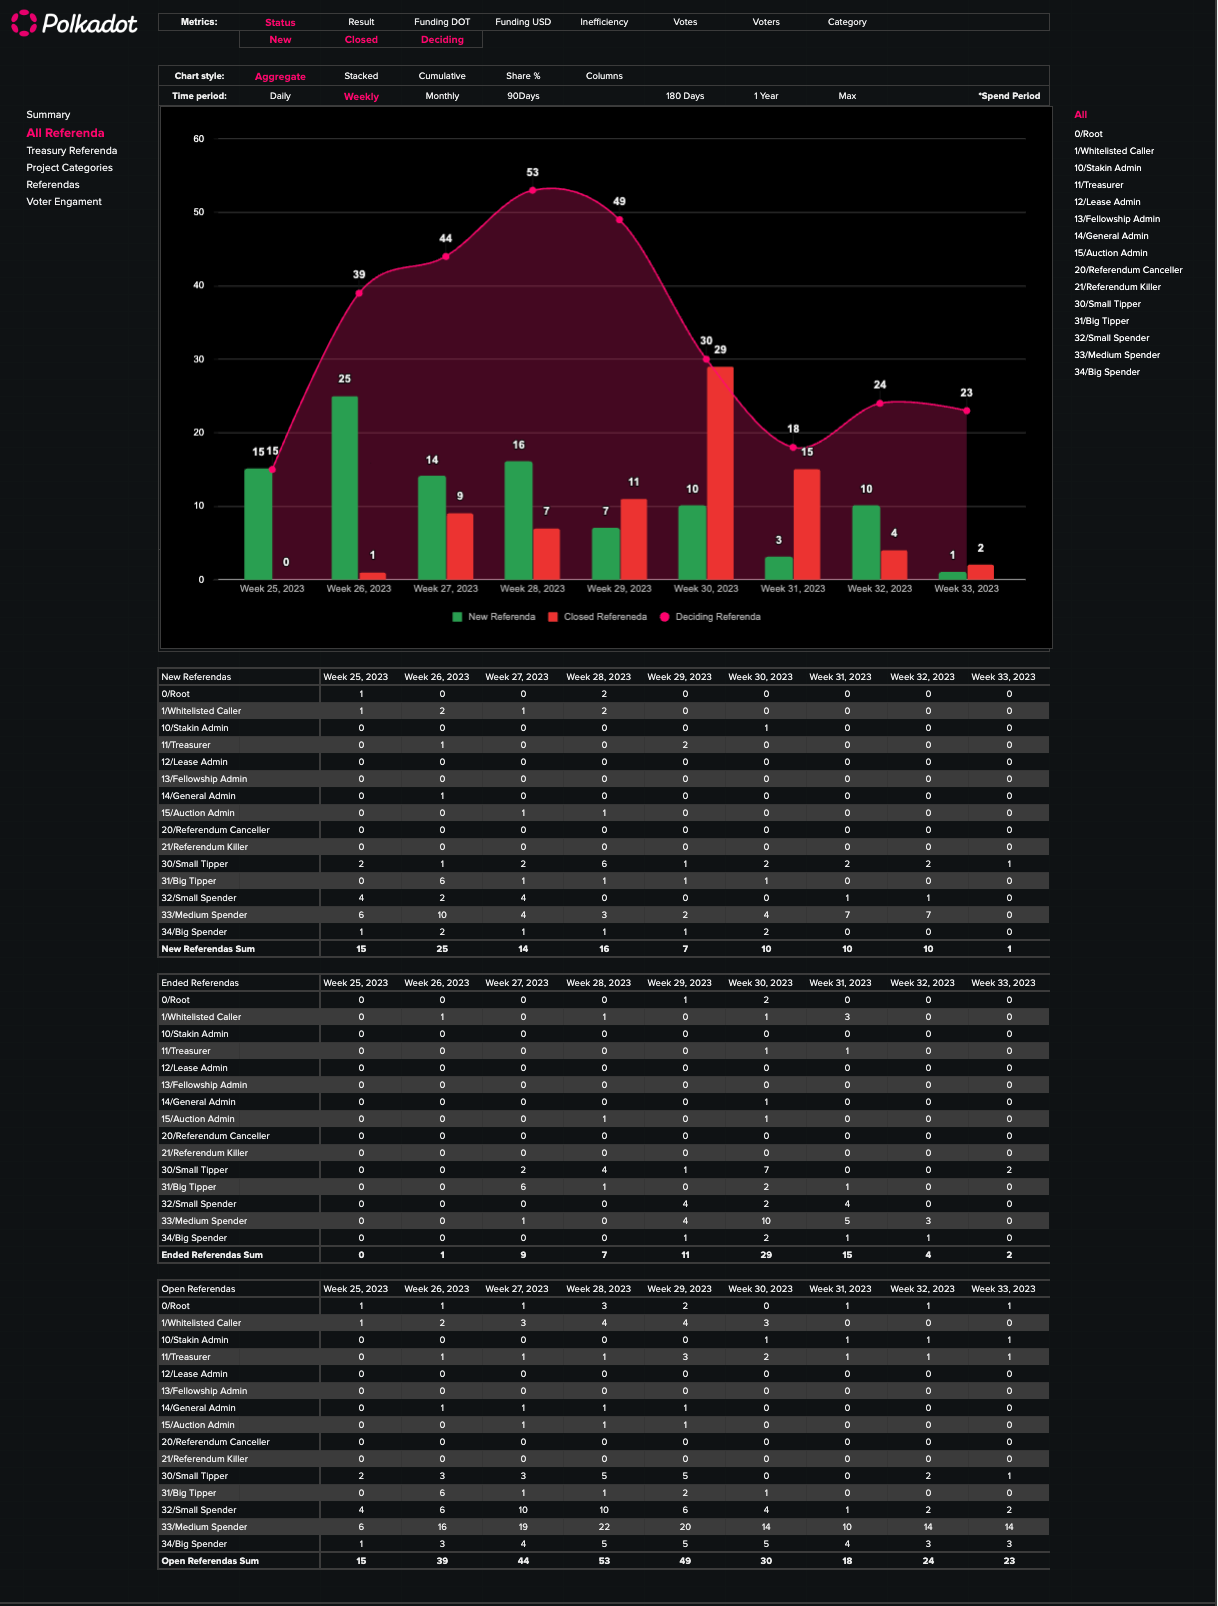 Polkadot
Metrics: Status Result Funding DOT Funding USD Inefficiency Votes Voters Category
New Closed Deciding
Chart style: Aggregate Stacked Cumulative Share % Columns
Time period: Daily Weekly Monthly 90Days 180 Days 1 Year Max *Spend Period
Summary
All Referenda
Treasury Referenda
Project Categories
Referendas
Voter Engament
All
0/Root
1/Whitelisted Caller
10/Stakin Admin
11/Treasurer
12/Lease Admin
13/Fellowship Admin
14/General Admin
15/Auction Admin
20/Referendum Canceller
21/Referendum Killer
30/Small Tipper
31/Big Tipper
32/Small Spender
33/Medium Spender
34/Big Spender
60
53
50
49
44
40
39
30
30
29
25
24
23
20
18
16
15
15
15
14
11
10
10
10
9
7
7
4
3
2
1
1
0
0
Week 25, 2023 Week 26, 2023 Week 27, 2023 Week 28, 2023 Week 29, 2023 Week 30, 2023 Week 31, 2023 Week 32, 2023 Week 33, 2023
New Referenda Closed Refereneda Deciding Referenda
New Referendas Week 25, 2023 Week 26, 2023 Week 27, 2023 Week 28, 2023 Week 29, 2023 Week 30, 2023 Week 31, 2023 Week 32, 2023 Week 33, 2023
0/Root 1 0 0 2 0 0 0 0 0
1/Whitelisted Caller 1 2 1 2 0 0 0 0 0
10/Stakin Admin 0 0 0 0 0 1 0 0 0
11/Treasurer 0 1 0 0 2 0 0 0 0
12/Lease Admin 0 0 0 0 0 0 0 0 0
13/Fellowship Admin 0 0 0 0 0 0 0 0 0
14/General Admin 0 1 0 0 0 0 0 0 0
15/Auction Admin 0 0 1 1 0 0 0 0 0
20/Referendum Canceller 0 0 0 0 0 0 0 0 0
21/Referendum Killer 0 0 0 0 0 0 0 0 0
30/Small Tipper 2 1 2 6 1 2 2 2 1
31/Big Tipper 0 6 1 1 1 1 0 0 0
32/Small Spender 4 2 4 0 0 0 1 1 0
33/Medium Spender 6 10 4 3 2 4 7 7 0
34/Big Spender 1 2 1 1 1 2 0 0 0
New Referendas Sum 15 25 14 16 7 10 10 10 1
Ended Referendas Week 25, 2023 Week 26, 2023 Week 27, 2023 Week 28, 2023 Week 29, 2023 Week 30, 2023 Week 31, 2023 Week 32, 2023 Week 33, 2023
0/Root 0 0 0 0 1 2 0 0 0
1/Whitelisted Caller 0 1 0 1 0 1 3 0 0
10/Stakin Admin 0 0 0 0 0 0 0 0 0
11/Treasurer 0 0 0 0 0 1 1 0 0
12/Lease Admin 0 0 0 0 0 0 0 0 0
13/Fellowship Admin 0 0 0 0 0 0 0 0 0
14/General Admin 0 0 0 0 0 1 0 0 0
15/Auction Admin 0 0 0 1 0 1 0 0 0
20/Referendum Canceller 0 0 0 0 0 0 0 0 0
21/Referendum Killer 0 0 0 0 0 0 0 0 0
30/Small Tipper 0 0 2 4 1 7 0 0 2
31/Big Tipper 0 0 6 1 0 2 1 0 0
32/Small Spender 0 0 0 0 4 2 4 0 0
33/Medium Spender 0 0 1 0 4 10 5 3 0
34/Big Spender 0 0 0 0 1 2 1 1 0
Ended Referendas Sum 0 1 9 7 11 29 15 4 2
Open Referendas Week 25, 2023 Week 26, 2023 Week 27, 2023 Week 28, 2023 Week 29, 2023 Week 30, 2023 Week 31, 2023 Week 32, 2023 Week 33, 2023
0/Root 1 1 1 3 2 0 1 1 1
1/Whitelisted Caller 1 2 3 4 4 3 0 0 0
10/Stakin Admin 0 0 0 0 0 1 1 1 1
11/Treasurer 0 1 1 1 3 2 1 1 1
12/Lease Admin 0 0 0 0 0 0 0 0 0
13/Fellowship Admin 0 0 0 0 0 0 0 0 0
14/General Admin 0 1 1 1 1 0 0 0 0
15/Auction Admin 0 0 1 1 1 0 0 0 0
20/Referendum Canceller 0 0 0 0 0 0 0 0 0
21/Referendum Killer 0 0 0 0 0 0 0 0 0
30/Small Tipper 2 3 3 5 5 0 0 2 1
31/Big Tipper 0 6 1 1 2 1 0 0 0
32/Small Spender 4 6 10 10 6 4 1 2 2
33/Medium Spender 6 16 19 22 20 14 10 14 14
34/Big Spender 1 3 4 5 5 5 4 3 3
Open Referendas Sum 15 39 44 53 49 30 18 24 23